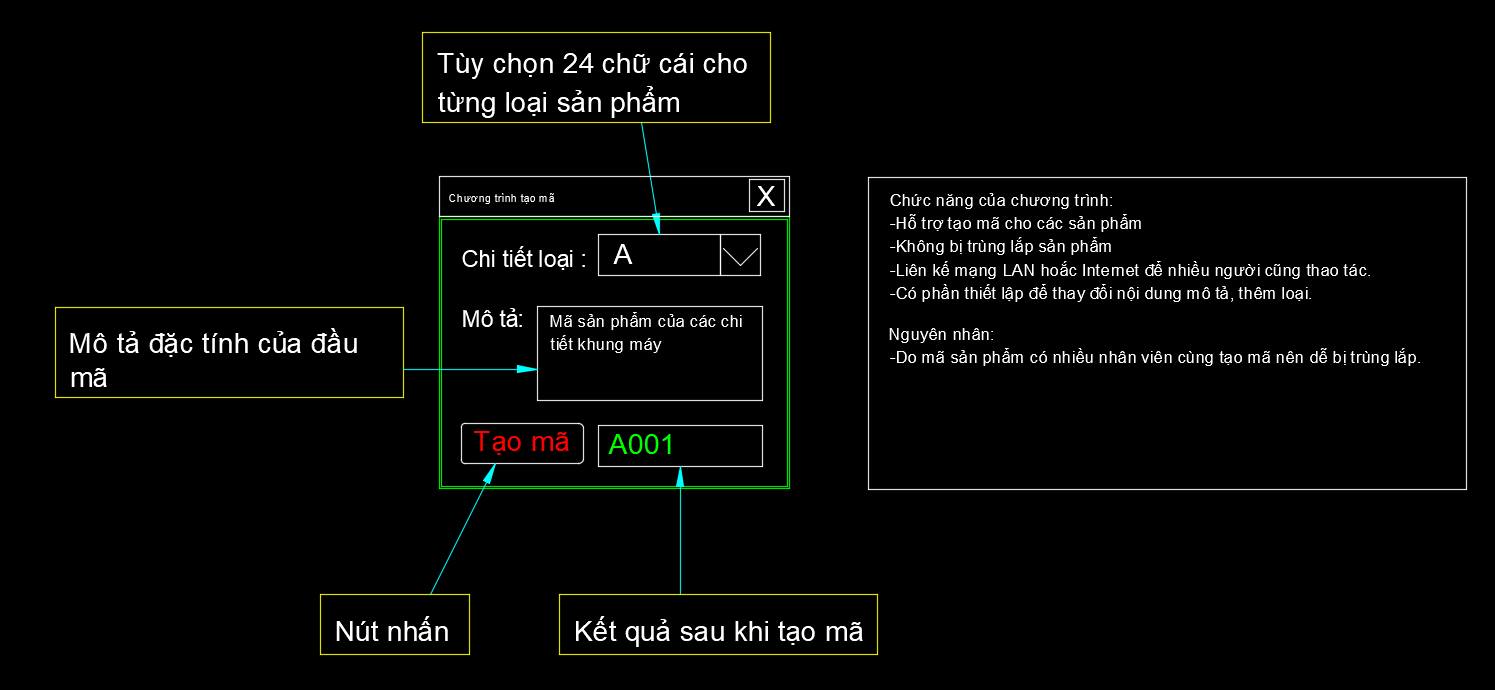 Tùy chọn 24 chữ cái cho
từng loại sản phẩm
Chương trình tạo mã
X
Chi tiết loại :
A
Mô tả:
Mã sản phẩm của các chi
tiết khung máy
Tạo mã
A001
Mô tả đặc tính của đầu
mã
Nút nhấn
Kết quả sau khi tạo mã
Chức năng của chương trình:
-Hỗ trợ tạo mã cho các sản phẩm
-Không bị trùng lắp sản phẩm
-Liên kế mạng LAN hoắc Internet để nhiều người cũng thao tác.
-Có phần thiết lập để thay đổi nội dung mô tả, thêm loại.
Nguyên nhân:
-Do mã sản phẩm có nhiều nhân viên cùng tạo mã nên dễ bị trùng lắp.